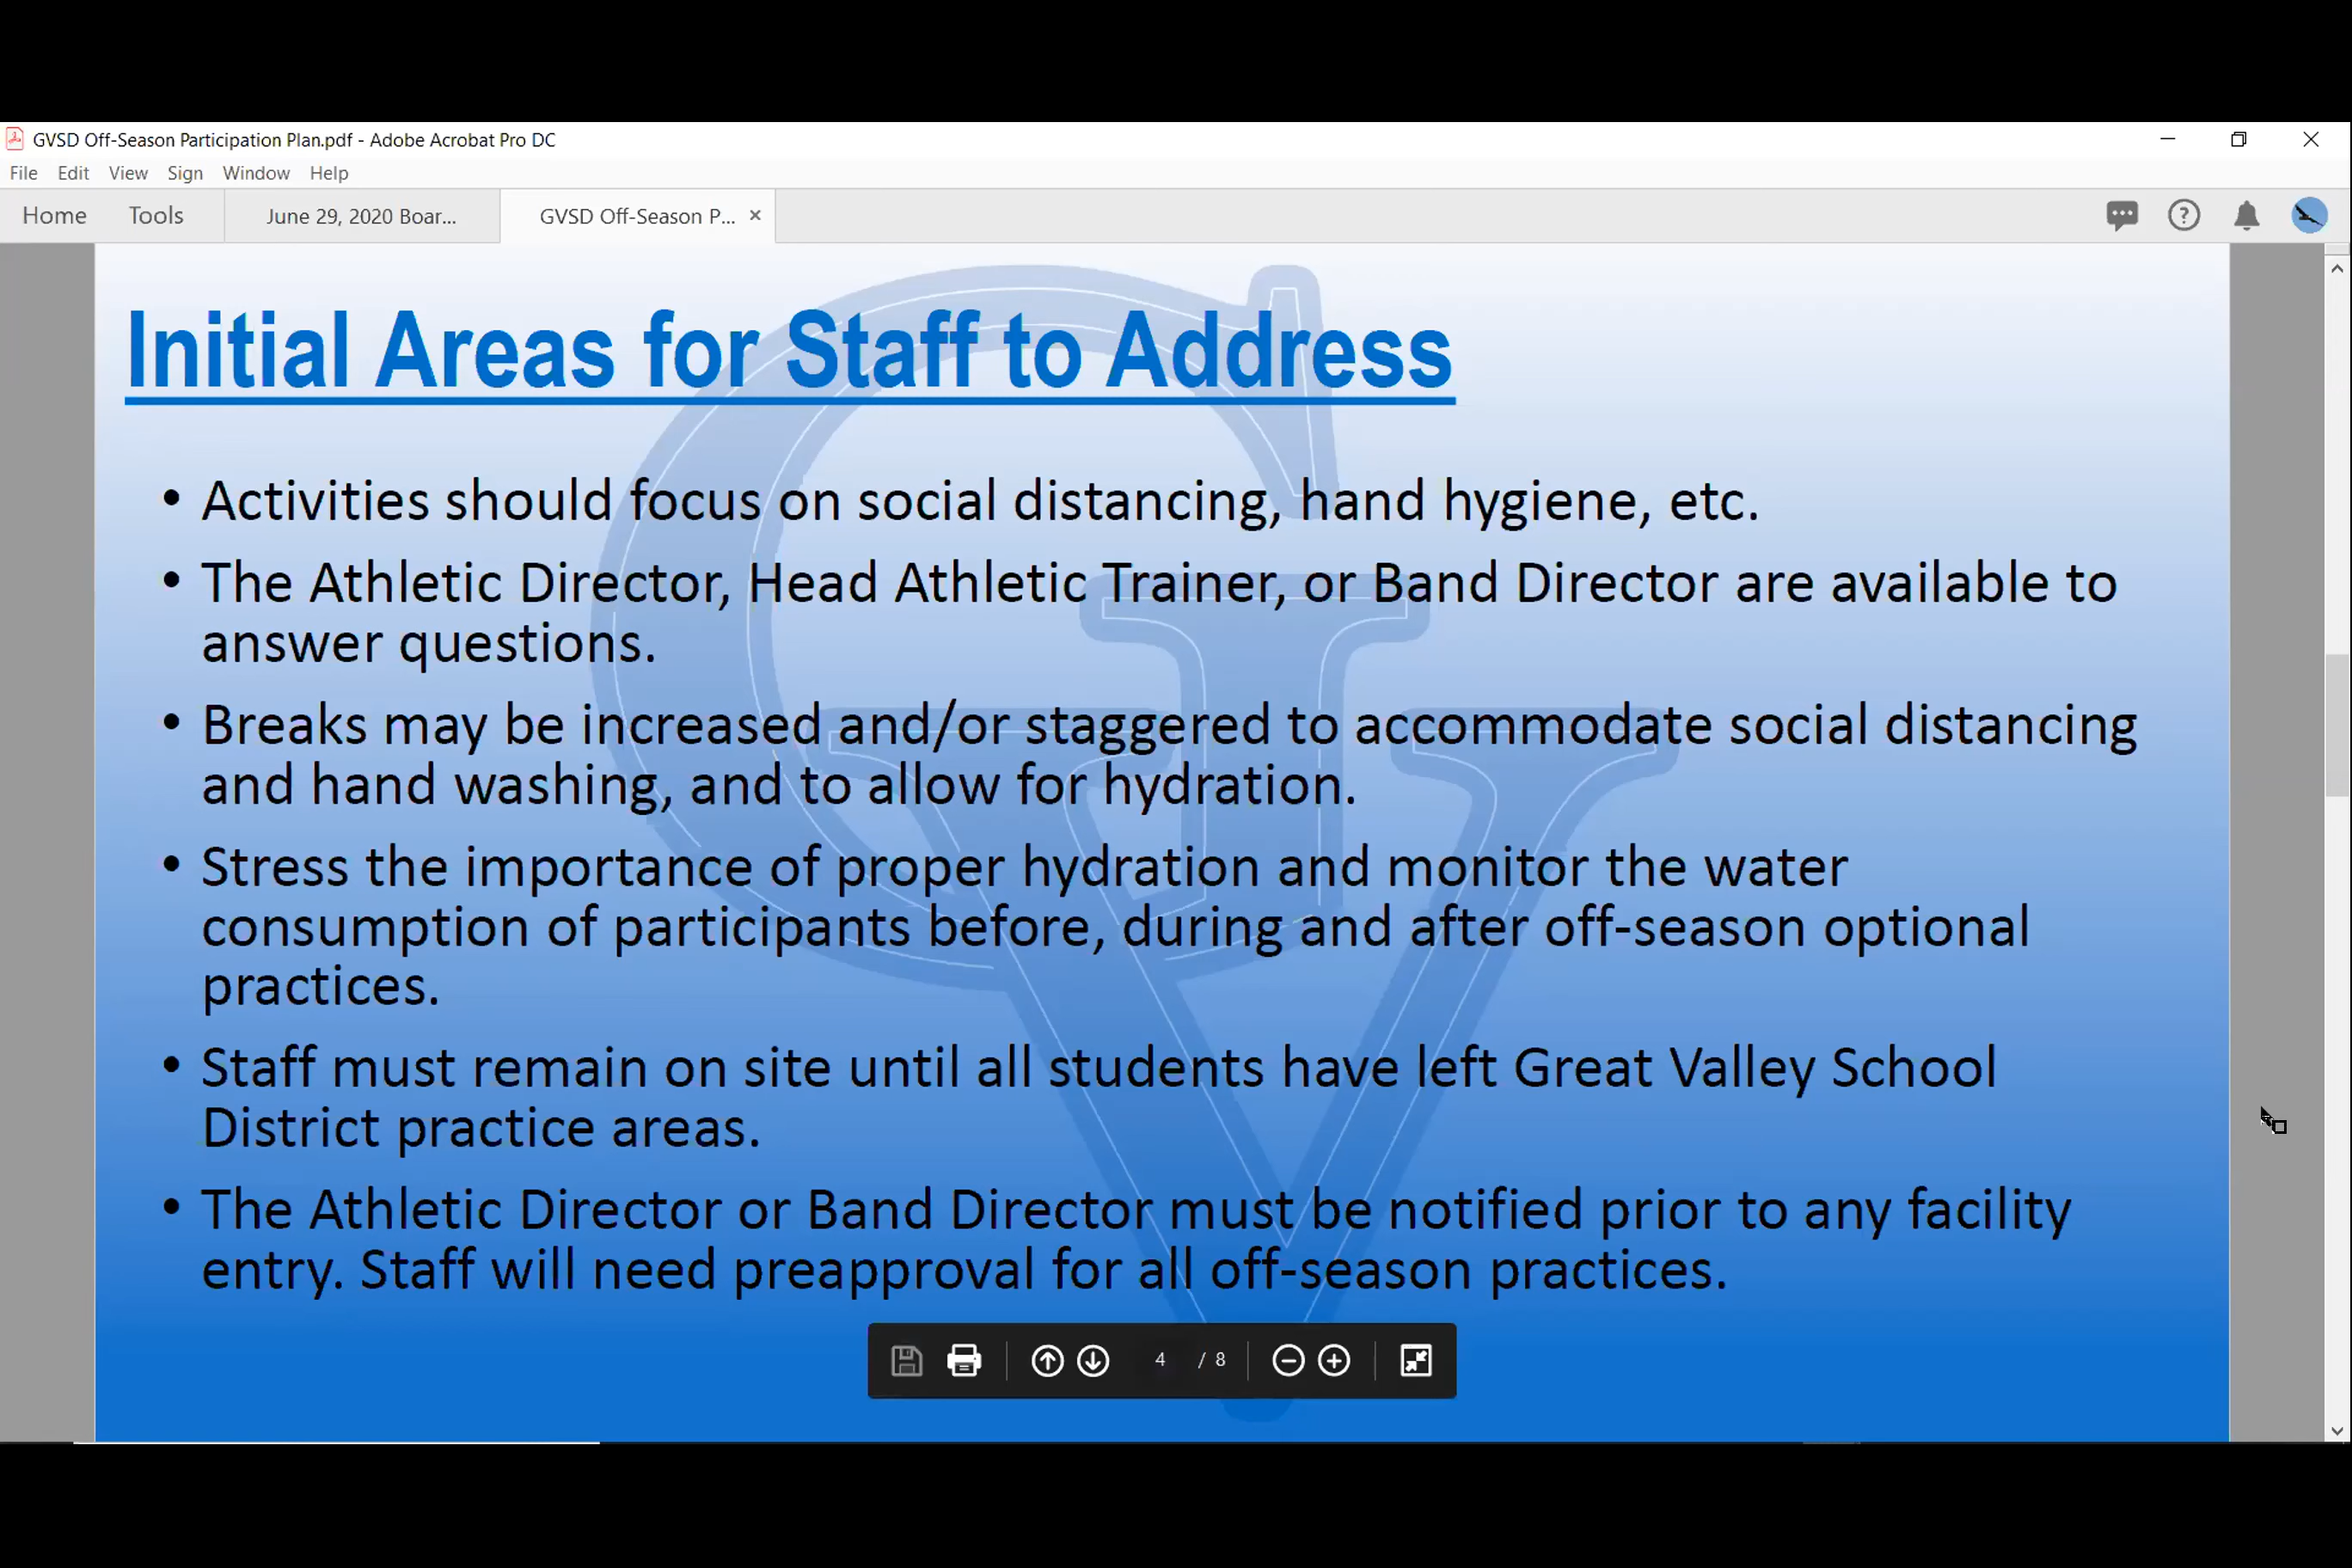 GVSD Off-Season Participation Plan.pdf - Adobe Acrobat Pro DC
File Edit View Sign Window Help
Home Tools June 29, 2020 Boar... GVSD Off-Season P...
Initial Areas for Staff to Address
• Activities should focus on social distancing, hand hygiene, etc.
• The Athletic Director, Head Athletic Trainer, or Band Director are available to
answer questions.
• Breaks may be increased and/or staggered to accommodate social distancing
and hand washing, and to allow for hydration.
• Stress the importance of proper hydration and monitor the water
consumption of participants before, during and after off-season optional
practices.
• Staff must remain on site until all students have left Great Valley School
District practice areas.
• The Athletic Director or Band Director must be notified prior to any facility
entry. Staff will need preapproval for all off-season practices.
4 / 8
GV